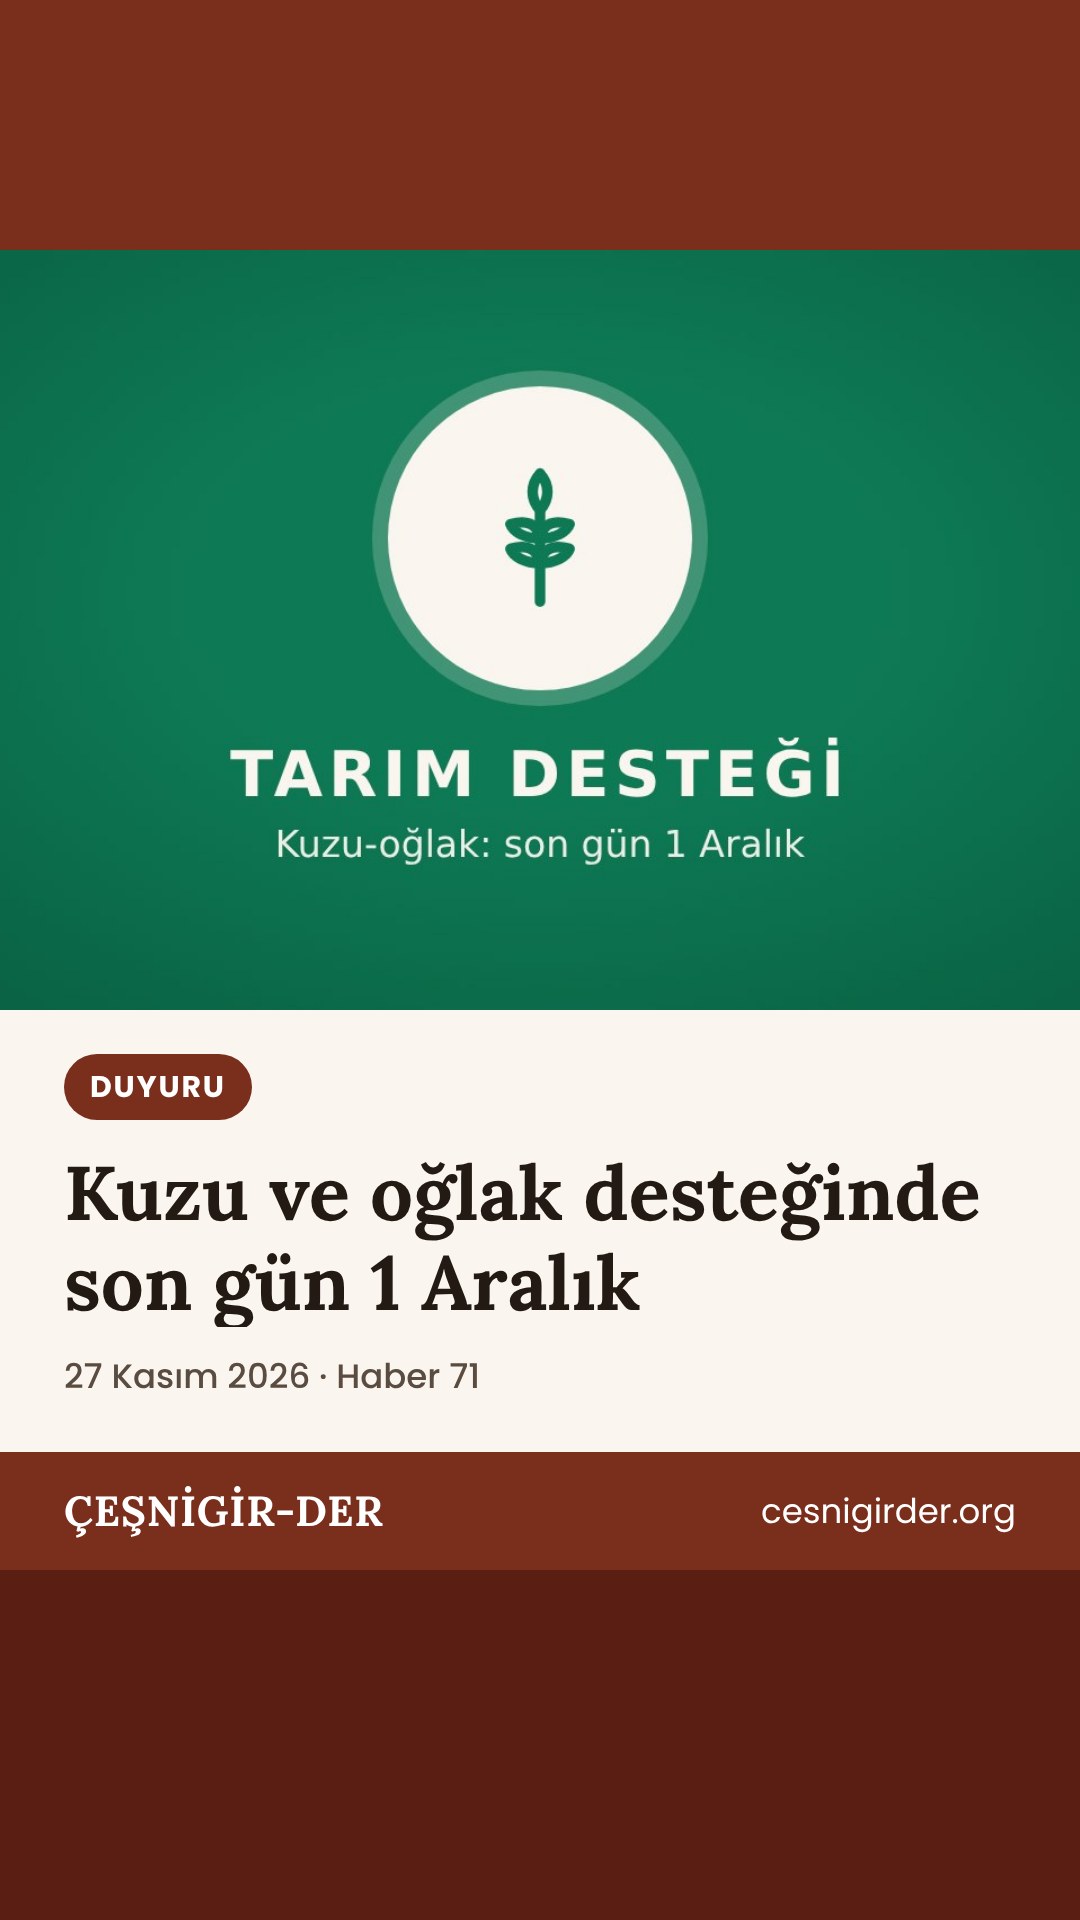 TARIM DESTEĞİ
Kuzu-oğlak: son gün 1 Aralık
DUYURU
Kuzu ve oğlak desteğinde
son gün 1 Aralık
27 Kasım 2026 · Haber 71
ÇEŞNİGİR-DER
cesnigirder.org